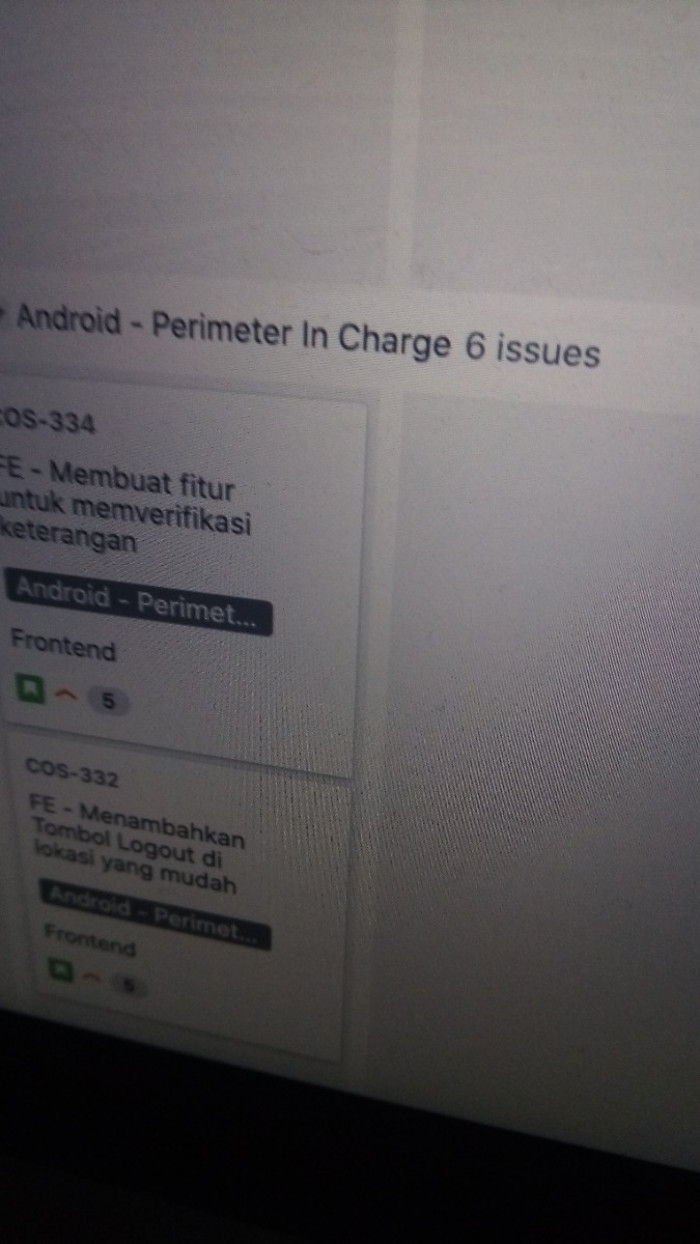 Android - Perimeter In Charge 6 issues
COS-334
FE - Membuat fitur
untuk memverifikasi
keterangan
Android - Perimet...
Frontend
5
COS-332
FE - Menambahkan
Tombol Logout di
lokasi yang mudah
Android - Perimet...
Frontend
5